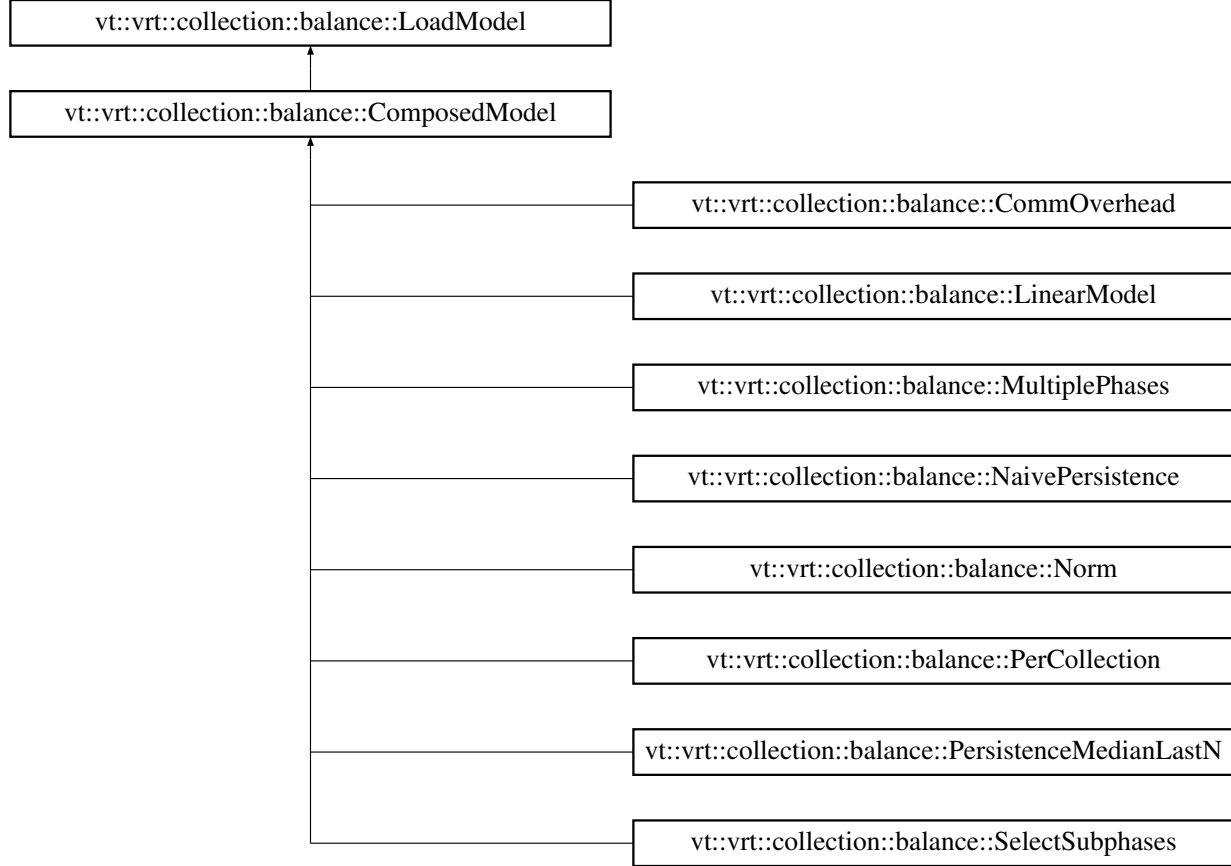 vt::vrt::collection::balance::LoadModel
vt::vrt::collection::balance::ComposedModel
vt::vrt::collection::balance::CommOverhead
vt::vrt::collection::balance::LinearModel
vt::vrt::collection::balance::MultiplePhases
vt::vrt::collection::balance::NaivePersistence
vt::vrt::collection::balance::Norm
vt::vrt::collection::balance::PerCollection
vt::vrt::collection::balance::PersistenceMedianLastN
vt::vrt::collection::balance::SelectSubphases